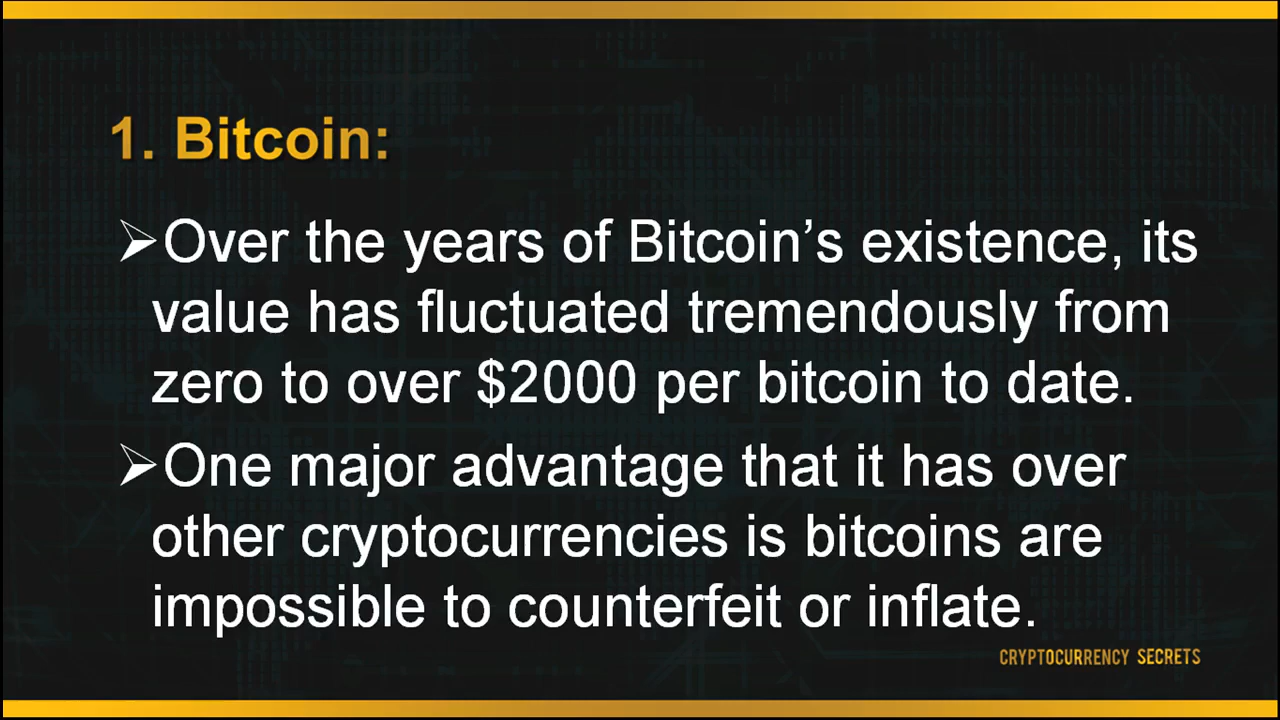 1. Bitcoin:
➢Over the years of Bitcoin’s existence, its
value has fluctuated tremendously from
zero to over $2000 per bitcoin to date.
➢One major advantage that it has over
other cryptocurrencies is bitcoins are
impossible to counterfeit or inflate.
CRYPTOCURRENCY SECRETS